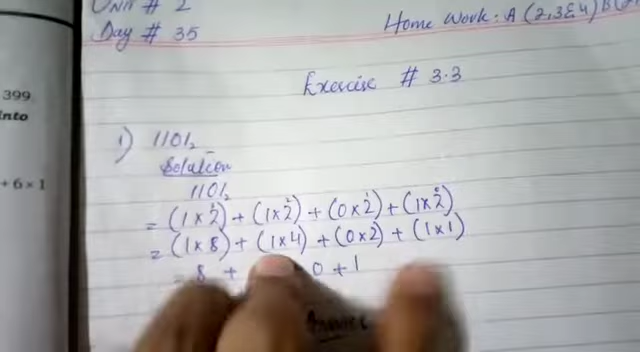 Unit # 2
Day # 35
Home Work: A (2,3&4) B(
399
nto
+6×1
Exercise # 3.3
1) 1101₂
Solution
1101₂
= (1×2³) + (1×2²) + (0×2¹) + (1×2⁰)
= (1×8) + (1×4) + (0×2) + (1×1)
= 8 + 0 + 1
Answer